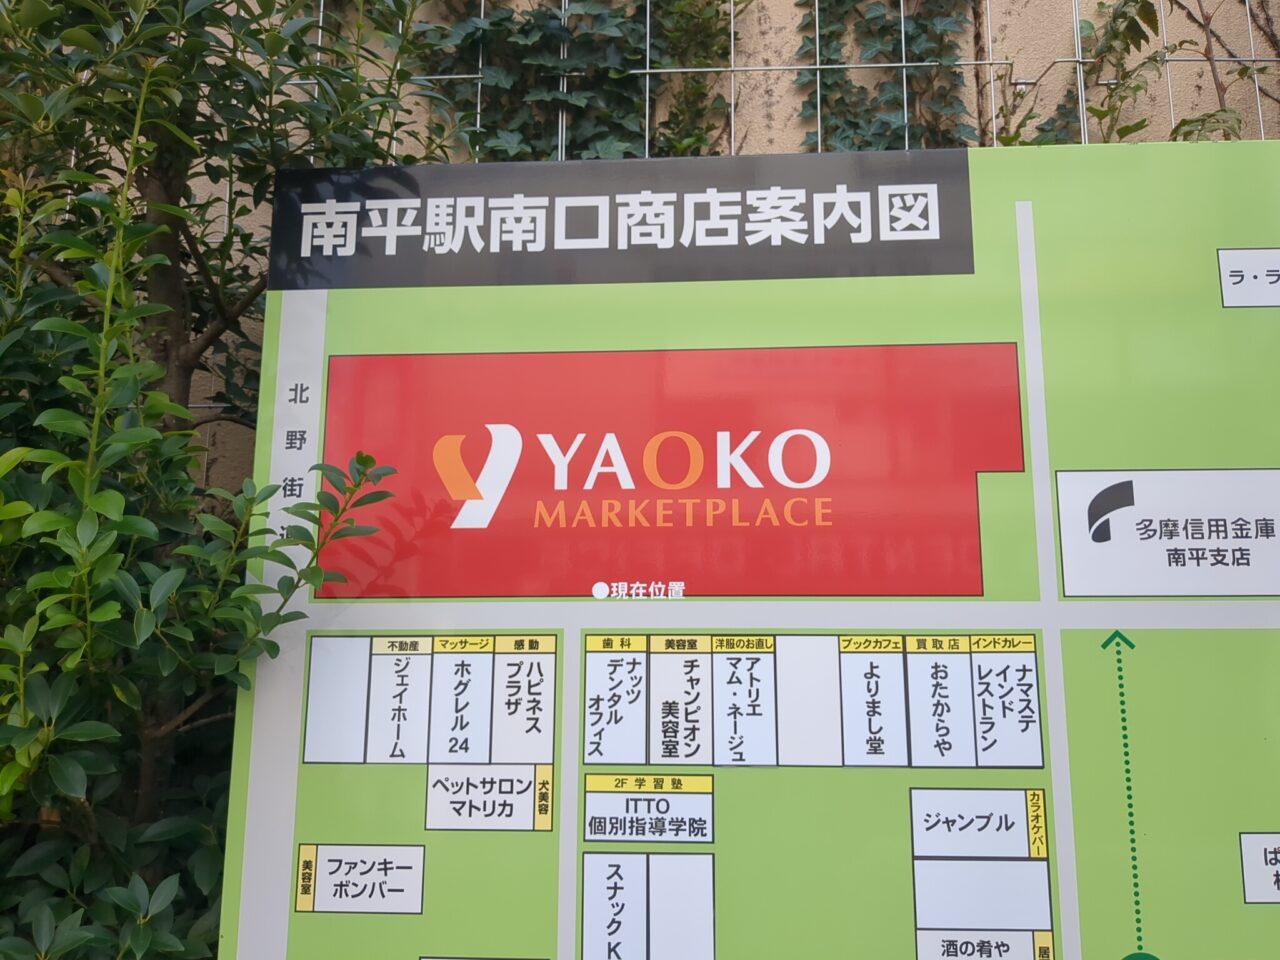 南平駅南口商店案内図
ラ・ラ
北野街
YAOKO
MARKETPLACE
多摩信用金庫
南平支店
●現在位置
不動産
ジェイホーム
マッサージ
ホグレル24
感動
ハピネス
プラザ
歯科
ナッツ
デンタル
オフィス
美容室
チャンピオン
美容室
洋服のお直し
アトリエ
マム・ネージュ
ブックカフェ
よりまし堂
買取店
おたからや
インドカレー
ナマステ
インド
レストラン
ペットサロン
マトリカ
犬美容
2F 学習塾
ITTO
個別指導学院
ジャンブル
カラオケバー
美容室
ファンキー
ボンバー
スナックK
酒の肴や
居
ぱ